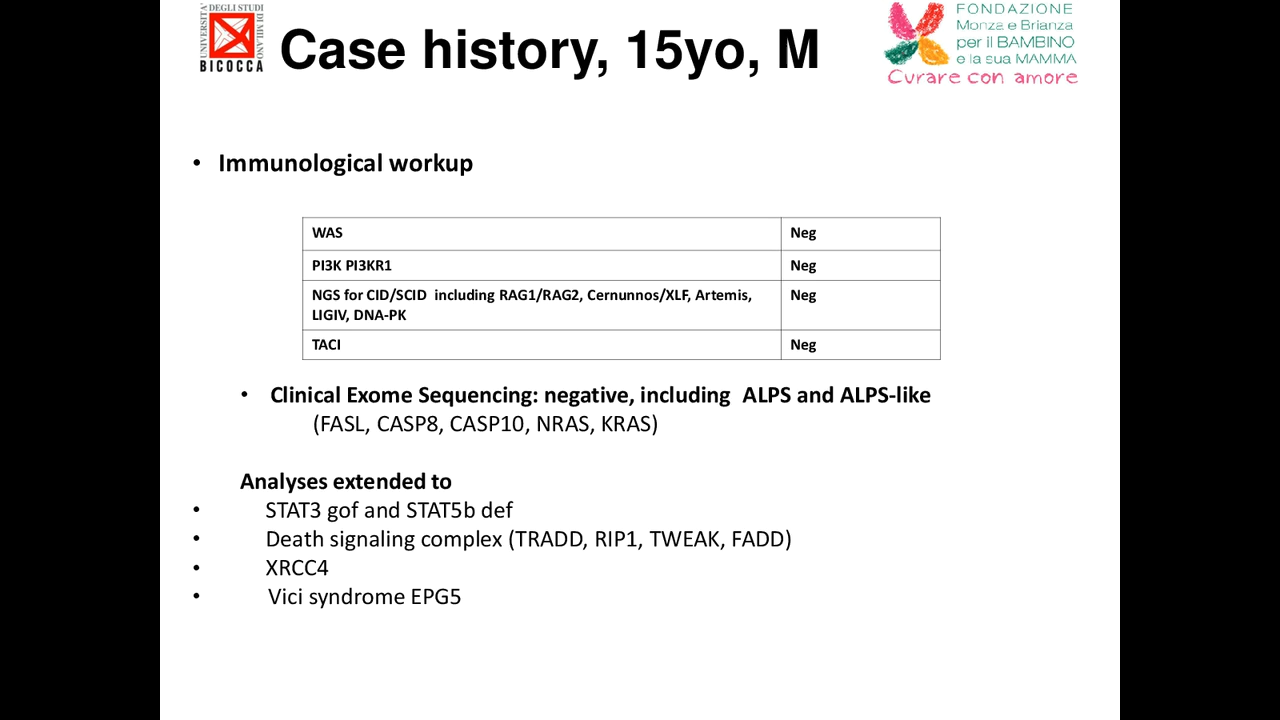 UNIVERSITA' DEGLI STUDI DI MILANO
BICOCCA
Case history, 15yo, M
FONDAZIONE
Monza e Brianza
per il BAMBINO
e la sua MAMMA
Curare con amore
• Immunological workup
WAS Neg
PI3K PI3KR1 Neg
NGS for CID/SCID including RAG1/RAG2, Cernunnos/XLF, Artemis, Neg
LIGIV, DNA-PK
TACI Neg
• Clinical Exome Sequencing: negative, including ALPS and ALPS-like
(FASL, CASP8, CASP10, NRAS, KRAS)
Analyses extended to
• STAT3 gof and STAT5b def
• Death signaling complex (TRADD, RIP1, TWEAK, FADD)
• XRCC4
• Vici syndrome EPG5